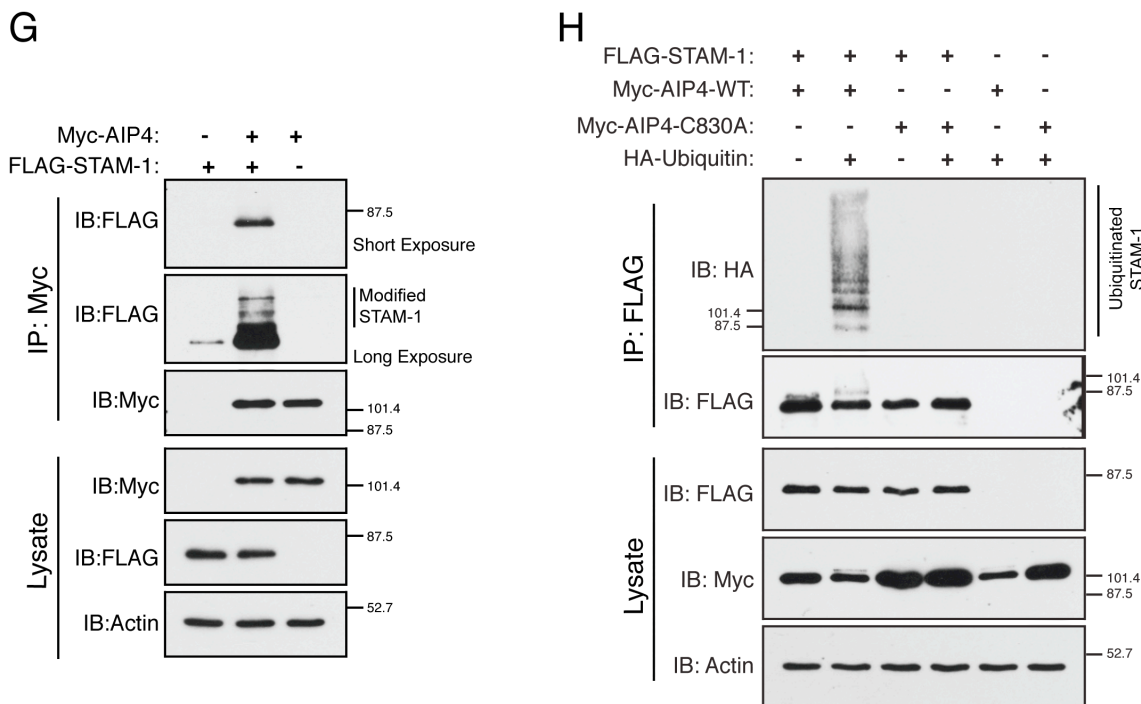 G
Myc-AIP4: - + +
FLAG-STAM-1: + + -
IP: Myc
IB:FLAG
87.5
Short Exposure
IB:FLAG
Modified
STAM-1
Long Exposure
IB:Myc
101.4
87.5
Lysate
IB:Myc
101.4
IB:FLAG
87.5
IB:Actin
52.7
H
FLAG-STAM-1: + + + + - -
Myc-AIP4-WT: + + - - + -
Myc-AIP4-C830A: - - + + - +
HA-Ubiquitin: - + - + + +
IP: FLAG
IB: HA
101.4
87.5
Ubiquitinated
STAM-1
IB: FLAG
101.4
87.5
Lysate
IB: FLAG
87.5
IB: Myc
101.4
87.5
IB: Actin
52.7